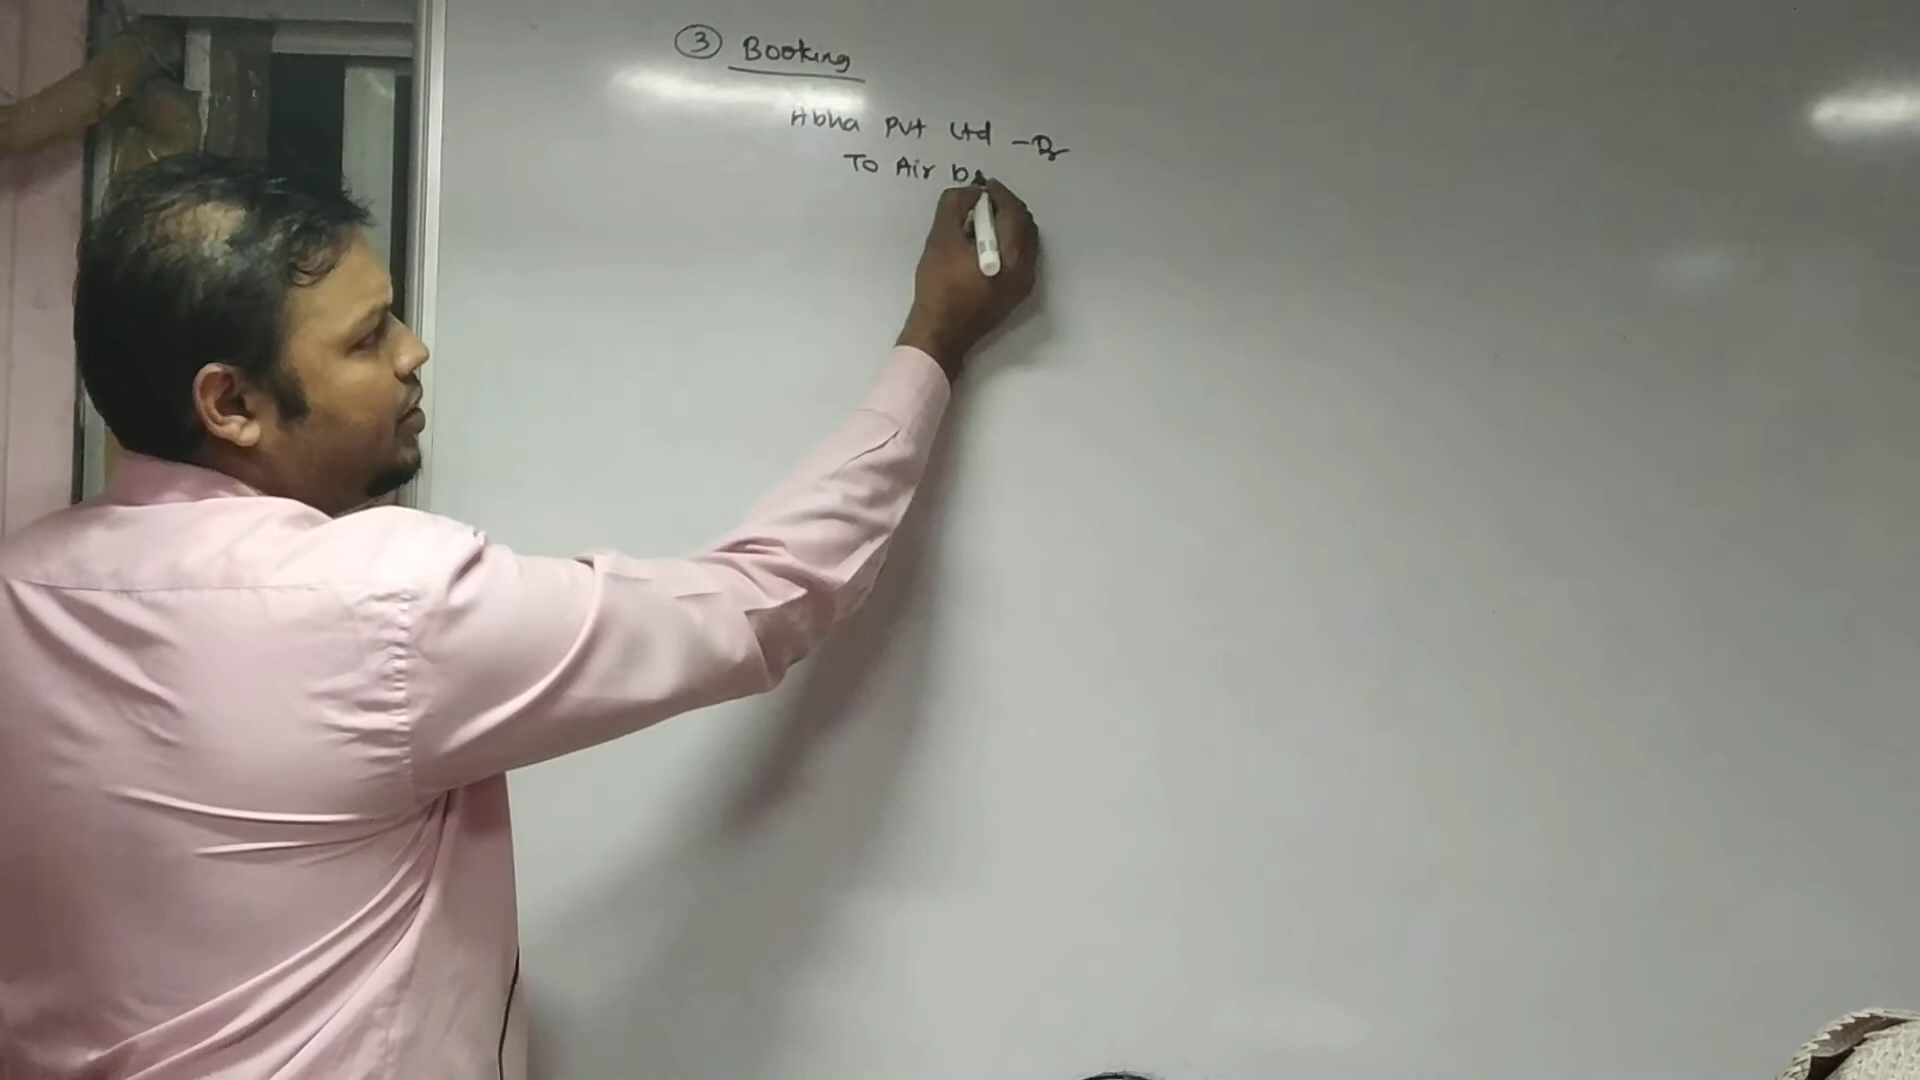 ③ Booking
Abha Pvt Ltd - Dr
To Air